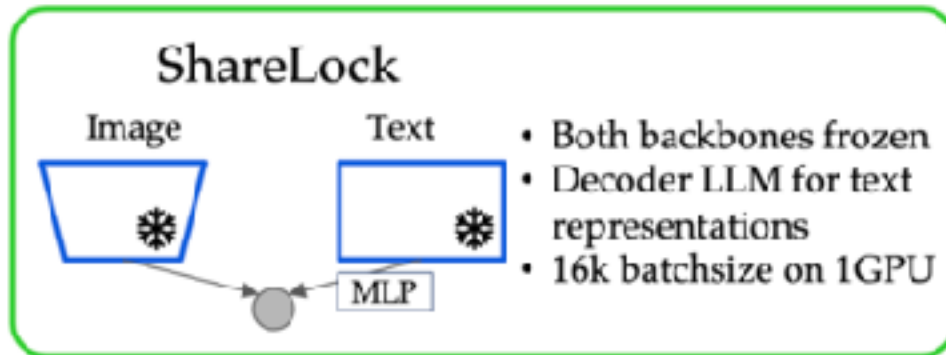 ShareLock
Image
Text
MLP
• Both backbones frozen
• Decoder LLM for text
representations
• 16k batchsize on 1GPU